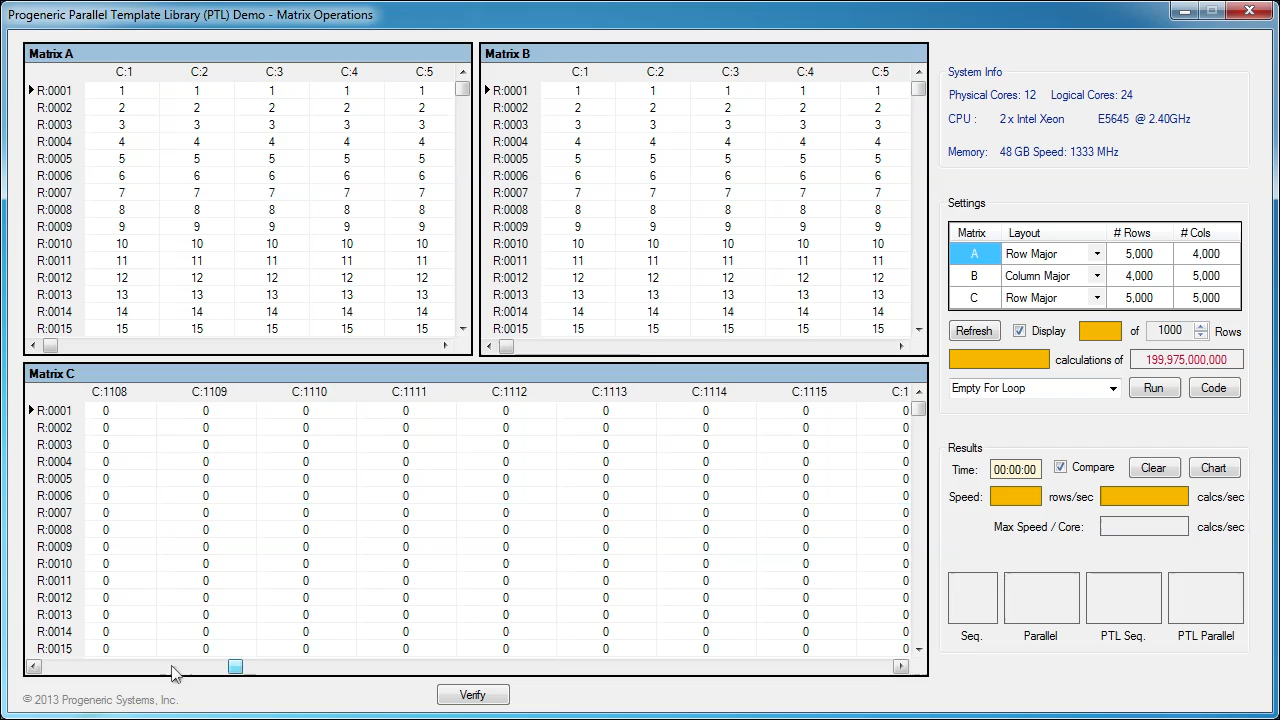 Progeneric Parallel Template Library (PTL) Demo - Matrix Operations
Matrix A
C:1 C:2 C:3 C:4 C:5
R:0001 1 1 1 1 1
R:0002 2 2 2 2 2
R:0003 3 3 3 3 3
R:0004 4 4 4 4 4
R:0005 5 5 5 5 5
R:0006 6 6 6 6 6
R:0007 7 7 7 7 7
R:0008 8 8 8 8 8
R:0009 9 9 9 9 9
R:0010 10 10 10 10 10
R:0011 11 11 11 11 11
R:0012 12 12 12 12 12
R:0013 13 13 13 13 13
R:0014 14 14 14 14 14
R:0015 15 15 15 15 15
Matrix B
C:1 C:2 C:3 C:4 C:5
R:0001 1 1 1 1 1
R:0002 2 2 2 2 2
R:0003 3 3 3 3 3
R:0004 4 4 4 4 4
R:0005 5 5 5 5 5
R:0006 6 6 6 6 6
R:0007 7 7 7 7 7
R:0008 8 8 8 8 8
R:0009 9 9 9 9 9
R:0010 10 10 10 10 10
R:0011 11 11 11 11 11
R:0012 12 12 12 12 12
R:0013 13 13 13 13 13
R:0014 14 14 14 14 14
R:0015 15 15 15 15 15
Matrix C
C:1108 C:1109 C:1110 C:1111 C:1112 C:1113 C:1114 C:1115 C:1
R:0001 0 0 0 0 0 0 0 0 0
R:0002 0 0 0 0 0 0 0 0 0
R:0003 0 0 0 0 0 0 0 0 0
R:0004 0 0 0 0 0 0 0 0 0
R:0005 0 0 0 0 0 0 0 0 0
R:0006 0 0 0 0 0 0 0 0 0
R:0007 0 0 0 0 0 0 0 0 0
R:0008 0 0 0 0 0 0 0 0 0
R:0009 0 0 0 0 0 0 0 0 0
R:0010 0 0 0 0 0 0 0 0 0
R:0011 0 0 0 0 0 0 0 0 0
R:0012 0 0 0 0 0 0 0 0 0
R:0013 0 0 0 0 0 0 0 0 0
R:0014 0 0 0 0 0 0 0 0 0
R:0015 0 0 0 0 0 0 0 0 0
© 2013 Progeneric Systems, Inc.
Verify
System Info
Physical Cores: 12 Logical Cores: 24
CPU : 2 x Intel Xeon E5645 @ 2.40GHz
Memory: 48 GB Speed: 1333 MHz
Settings
Matrix Layout # Rows # Cols
A Row Major 5,000 4,000
B Column Major 4,000 5,000
C Row Major 5,000 5,000
Refresh Display of 1000 Rows
calculations of 199,975,000,000
Empty For Loop Run Code
Results
Time: 00:00:00 Compare Clear Chart
Speed: rows/sec calcs/sec
Max Speed / Core: calcs/sec
Seq. Parallel PTL Seq. PTL Parallel